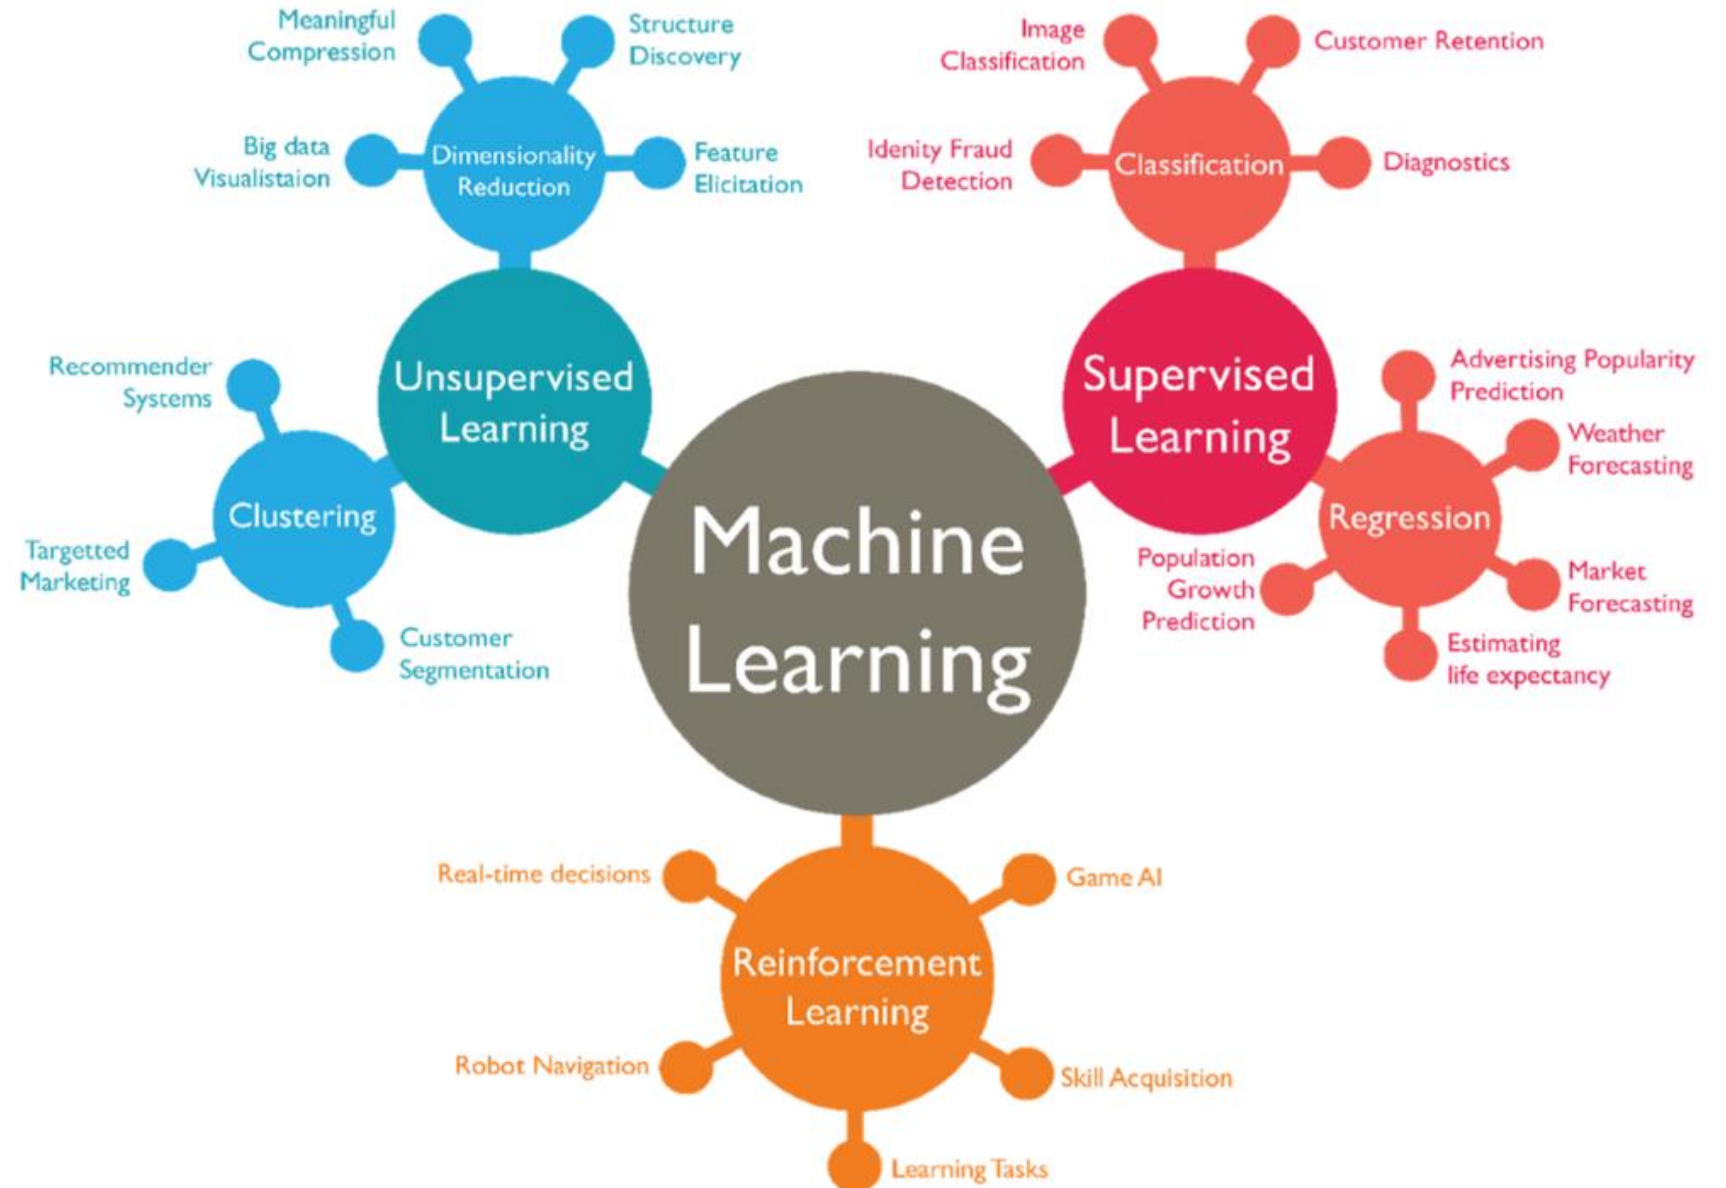 Meaningful
Compression
Structure
Discovery
Big data
Visualistaion
Dimensionality
Reduction
Feature
Elicitation
Image
Classification
Customer Retention
Idenity Fraud
Detection
Classification
Diagnostics
Unsupervised
Learning
Recommender
Systems
Clustering
Targetted
Marketing
Customer
Segmentation
Supervised
Learning
Advertising Popularity
Prediction
Weather
Forecasting
Regression
Population
Growth
Prediction
Market
Forecasting
Estimating
life expectancy
Machine
Learning
Real-time decisions
Game AI
Reinforcement
Learning
Robot Navigation
Skill Acquisition
Learning Tasks